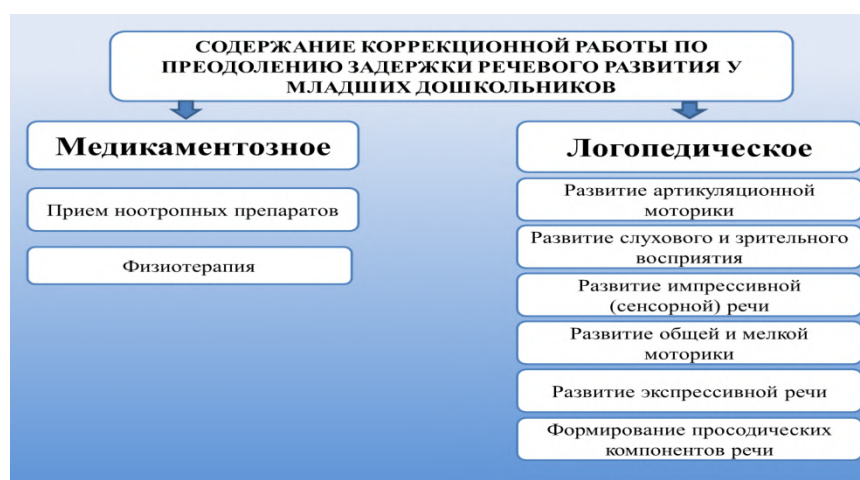 СОДЕРЖАНИЕ КОРРЕКЦИОННОЙ РАБОТЫ ПО
ПРЕОДОЛЕНИЮ ЗАДЕРЖКИ РЕЧЕВОГО РАЗВИТИЯ У
МЛАДШИХ ДОШКОЛЬНИКОВ
Медикаментозное
Прием ноотропных препаратов
Физиотерапия
Логопедическое
Развитие артикуляционной
моторики
Развитие слухового и зрительного
восприятия
Развитие импрессивной
(сенсорной) речи
Развитие общей и мелкой
моторики
Развитие экспрессивной речи
Формирование просодических
компонентов речи